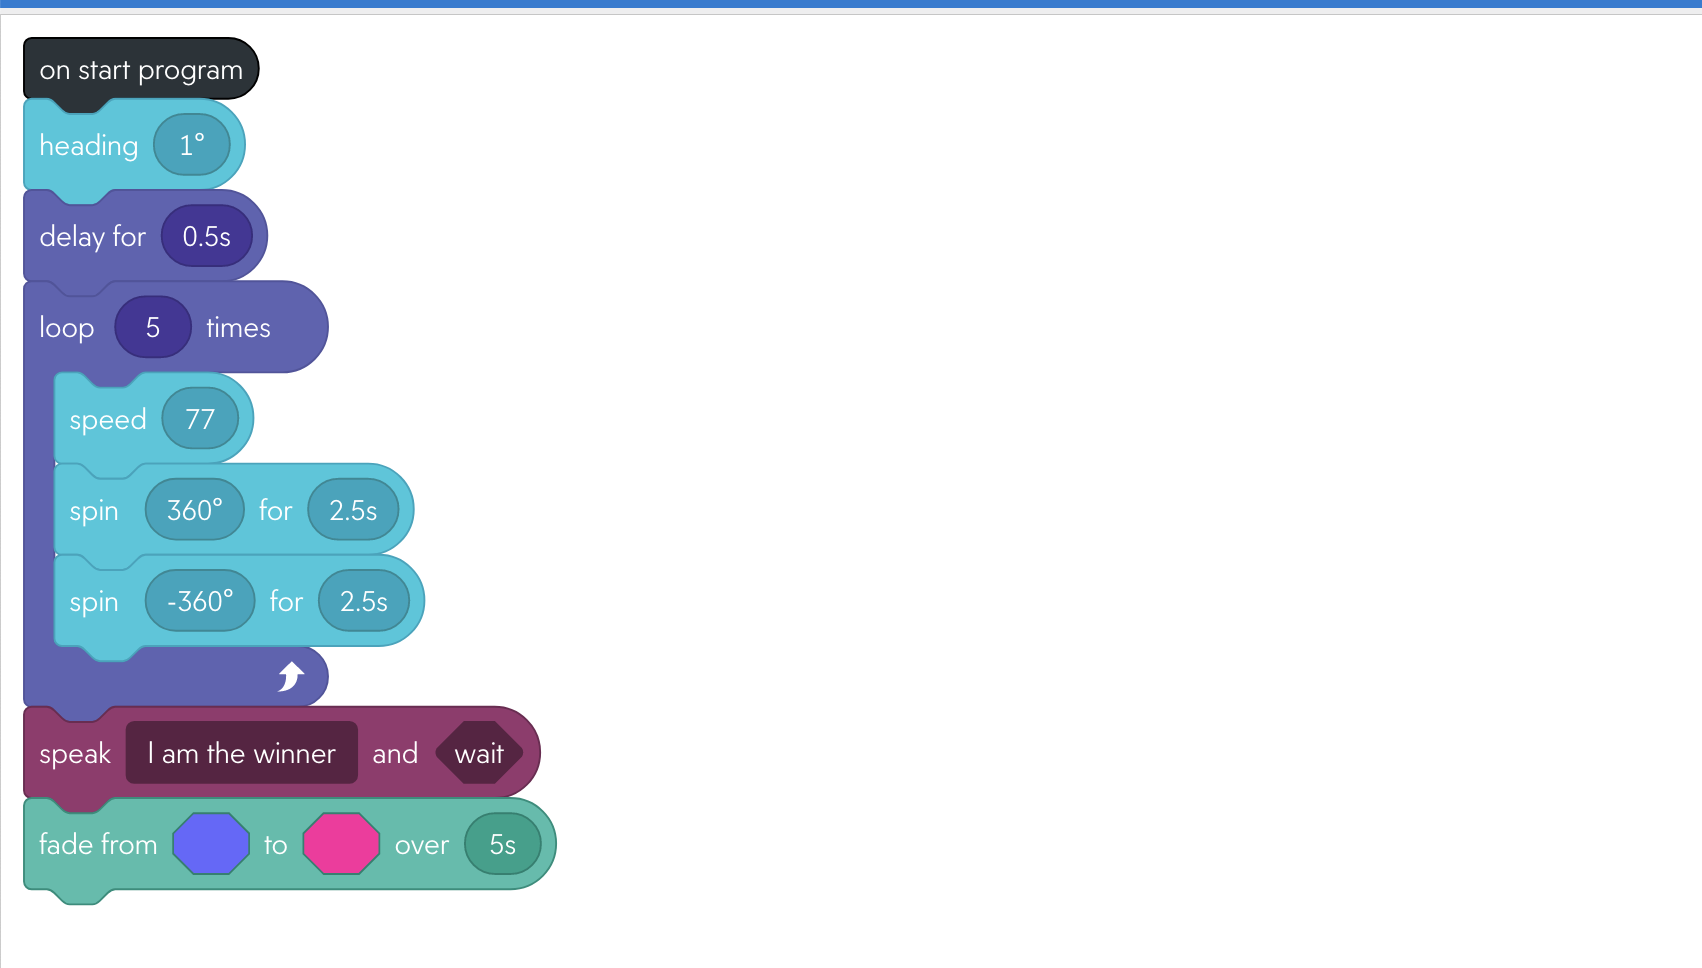 on start program
heading 1°
delay for 0.5s
loop 5 times
speed 77
spin 360° for 2.5s
spin -360° for 2.5s
speak I am the winner and wait
fade from to over 5s